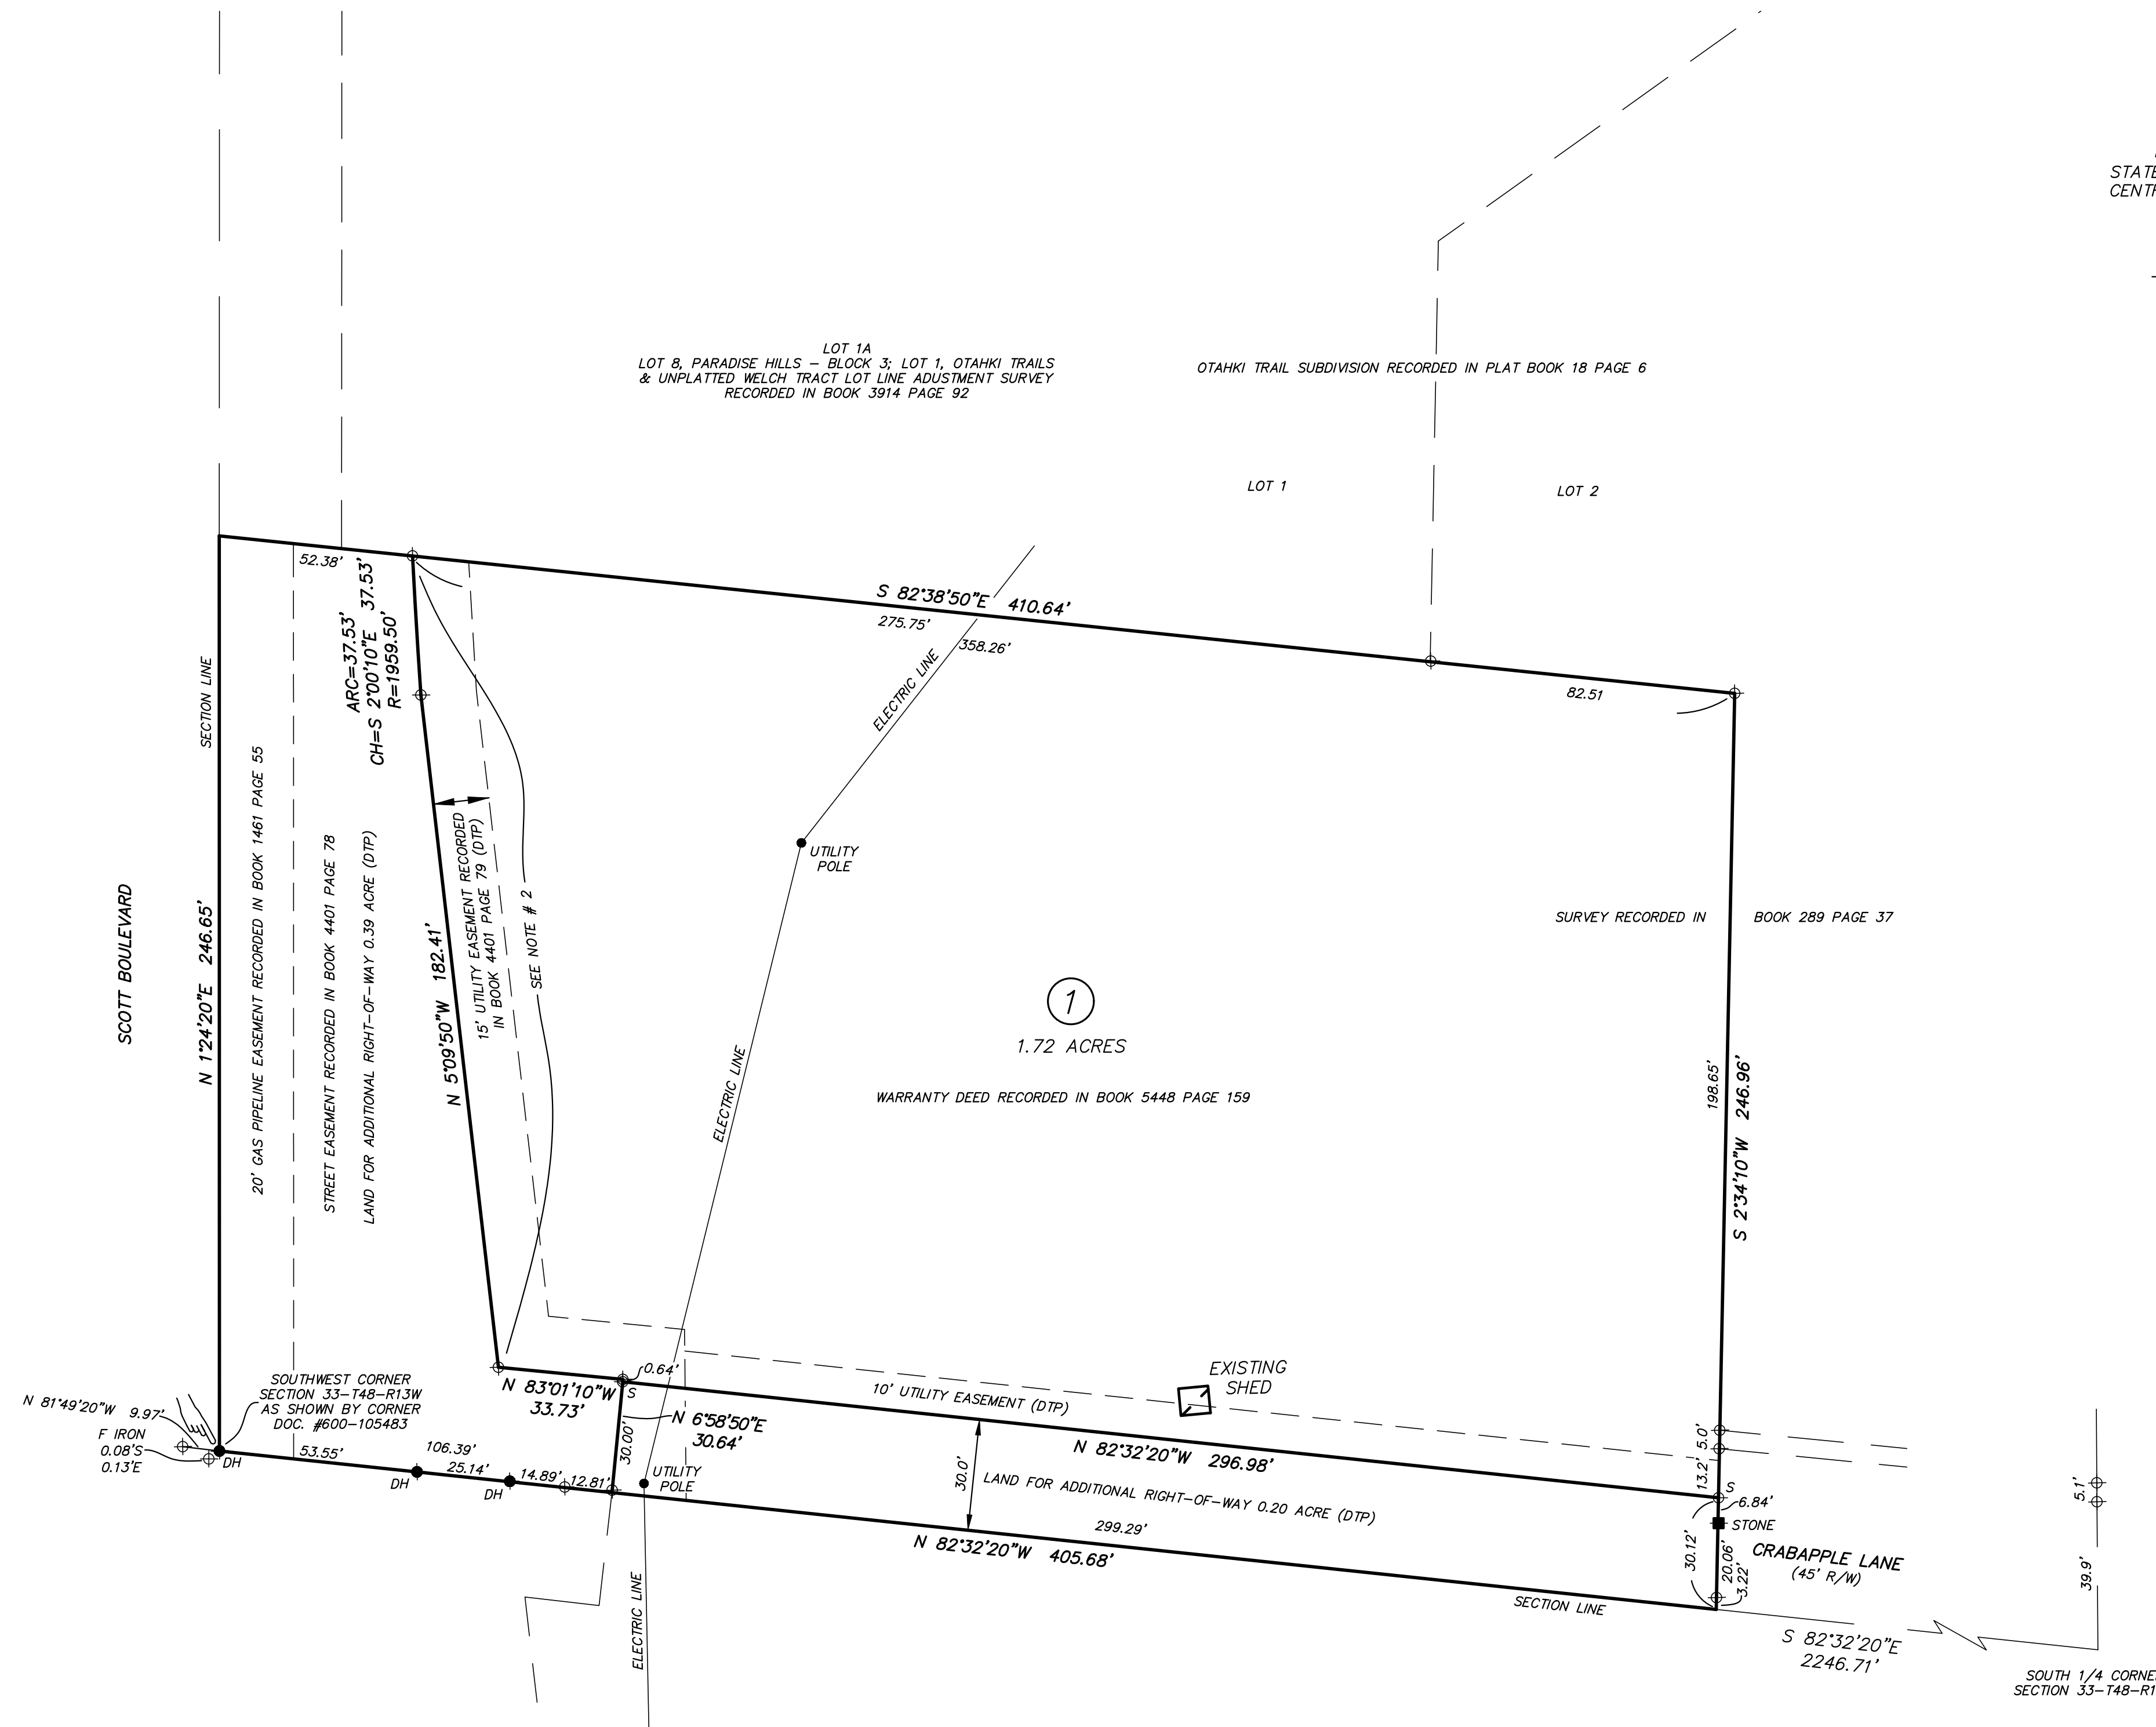 STATE
CENTR
LOT 1A
LOT 8, PARADISE HILLS – BLOCK 3; LOT 1, OTAHKI TRAILS
& UNPLATTED WELCH TRACT LOT LINE ADUSTMENT SURVEY
RECORDED IN BOOK 3914 PAGE 92
OTAHKI TRAIL SUBDIVISION RECORDED IN PLAT BOOK 18 PAGE 6
LOT 1
LOT 2
52.38'
S 82°38'50"E 410.64'
275.75'
358.26'
82.51
ARC=37.53'
CH=S 2°00'10"E 37.53'
R=1959.50'
SECTION LINE
ELECTRIC LINE
UTILITY
POLE
SCOTT BOULEVARD
N 1°24'20"E 246.65'
20' GAS PIPELINE EASEMENT RECORDED IN BOOK 1461 PAGE 55
STREET EASEMENT RECORDED IN BOOK 4401 PAGE 78
LAND FOR ADDITIONAL RIGHT–OF–WAY 0.39 ACRE (DTP)
N 5°09'50"W 182.41'
15' UTILITY EASEMENT RECORDED
IN BOOK 4401 PAGE 79 (DTP)
SEE NOTE # 2
ELECTRIC LINE
1
1.72 ACRES
WARRANTY DEED RECORDED IN BOOK 5448 PAGE 159
SURVEY RECORDED IN BOOK 289 PAGE 37
198.65'
S 2°34'10"W 246.96'
EXISTING
SHED
SOUTHWEST CORNER
SECTION 33–T48–R13W
AS SHOWN BY CORNER
DOC. #600–105483
N 81°49'20"W 9.97'
F IRON
0.08'S
0.13'E
DH
53.55'
106.39'
25.14'
DH
DH
14.89'
12.81'
N 83°01'10"W
33.73'
0.64'
S
30.00'
N 6°58'50"E
30.64'
UTILITY
POLE
10' UTILITY EASEMENT (DTP)
N 82°32'20"W 296.98'
30.0'
LAND FOR ADDITIONAL RIGHT–OF–WAY 0.20 ACRE (DTP)
299.29'
N 82°32'20"W 405.68'
5.0'
13.2'
S
6.84'
STONE
30.12'
20.06'
3.22'
CRABAPPLE LANE
(45' R/W)
5.1'
39.9'
SECTION LINE
ELECTRIC LINE
S 82°32'20"E
2246.71'
SOUTH 1/4 CORNE
SECTION 33–T48–R1